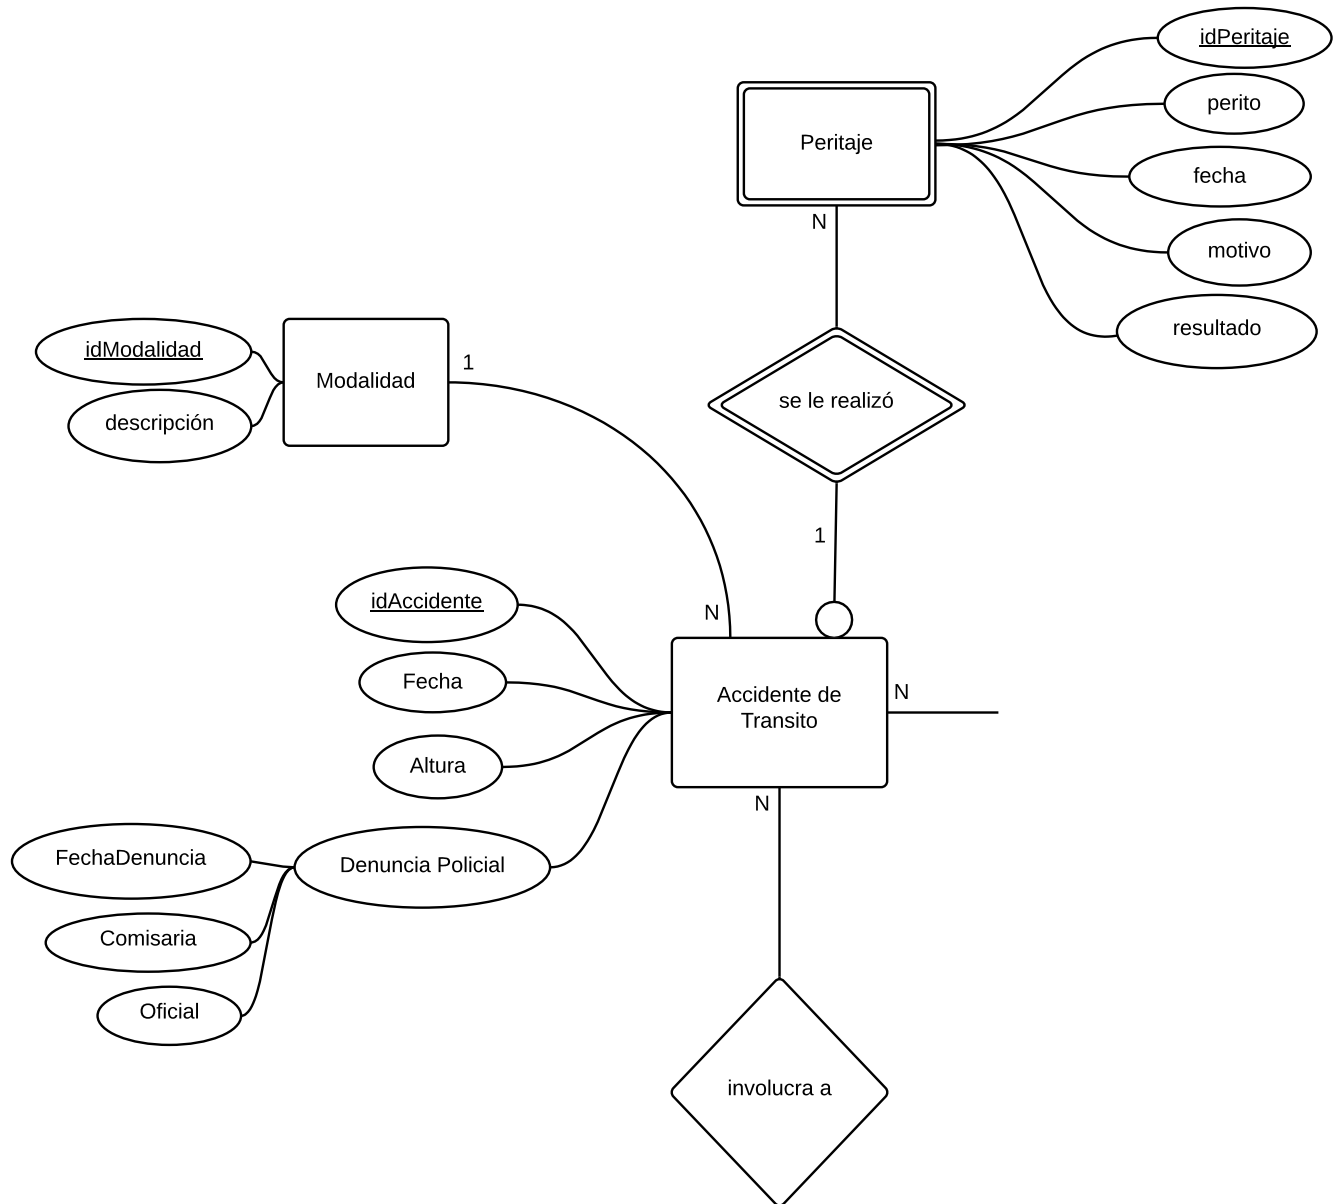 idPeritaje
perito
Peritaje
fecha
N
motivo
resultado
idModalidad
Modalidad
1
descripción
se le realizó
1
idAccidente
N
Fecha
Accidente de
Transito
N
Altura
N
FechaDenuncia
Denuncia Policial
Comisaria
Oficial
involucra a